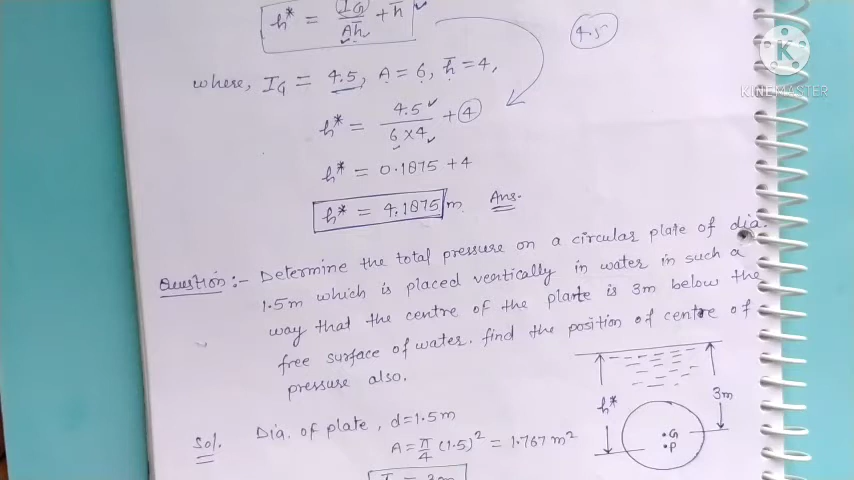 h* = I_G / Ah̄ + h̄
4.5
K
KINEMASTER
where, I_G = 4.5, A = 6, h̄ = 4,
h* = 4.5 / 6×4 + 4
h* = 0.1875 + 4
h* = 4.1875 m Ans.
Question :- Determine the total pressure on a circular plate of dia.
1.5m which is placed vertically in water in such a
way that the centre of the plante is 3m below the
free surface of water. find the position of centre of
pressure also.
h*
3m
.G
.P
Sol. Dia. of plate, d = 1.5m
A = π/4 (1.5)² = 1.767 m²